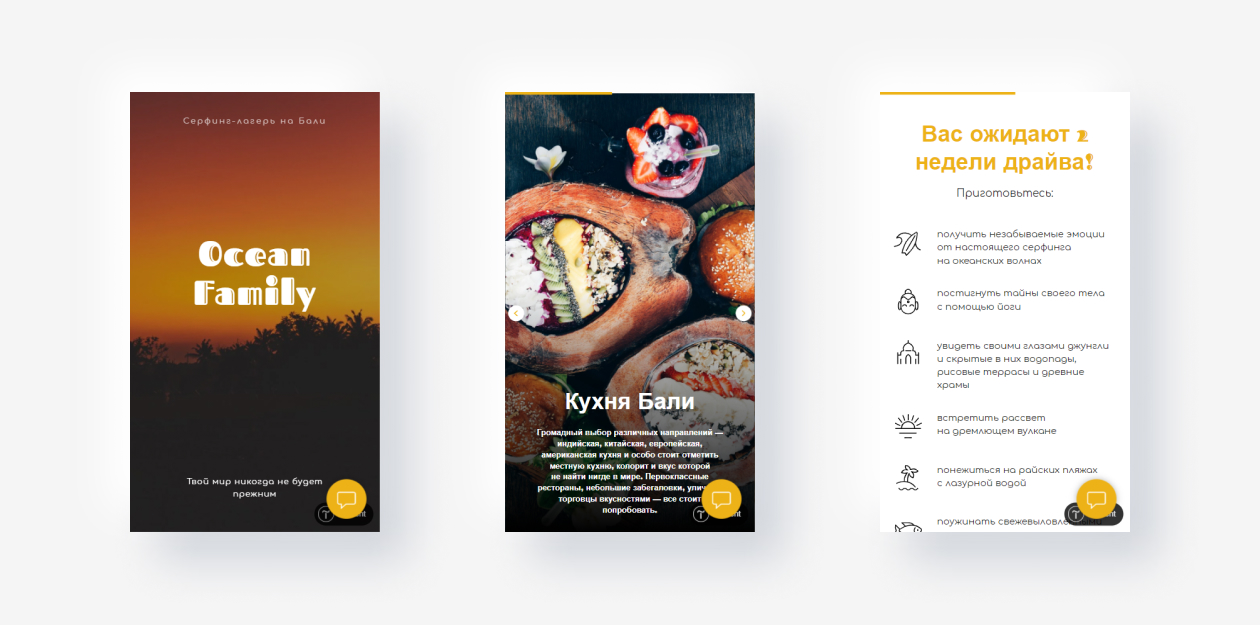 Серфинг-лагерь на Бали
Ocean
Family
Твой мир никогда не будет
прежним
Кухня Бали
Громадный выбор различных направлений —
индийская, китайская, европейская,
американская кухня и особо стоит отметить
местную кухню, колорит и вкус которой
не найти нигде в мире. Первоклассные
рестораны, небольшие забегаловки,
торговцы вкусностями — все стоит
попробовать.
Вас ожидают 2
недели драйва!
Приготовьтесь:
получить незабываемые эмоции
от настоящего серфинга
на океанских волнах
постигнуть тайны своего тела
с помощью йоги
увидеть своими глазами джунгли
и скрытые в них водопады,
рисовые террасы и древние
храмы
встретить рассвет
на дремлющем вулкане
понежиться на райских пляжах
с лазурной водой
поужинать